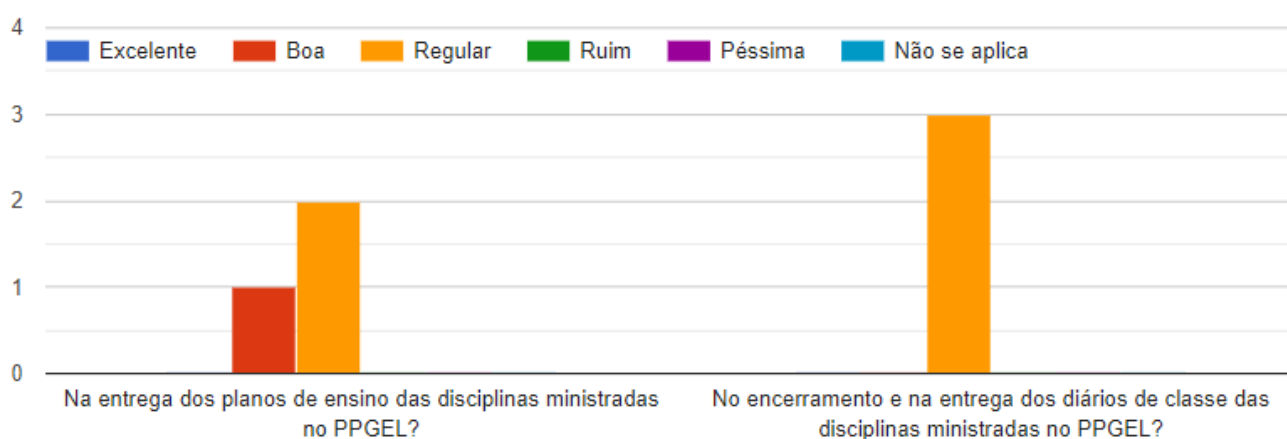 4
Excelente Boa Regular Ruim Péssima Não se aplica
3
2
1
0
Na entrega dos planos de ensino das disciplinas ministradas
no PPGEL?
No encerramento e na entrega dos diários de classe das
disciplinas ministradas no PPGEL?